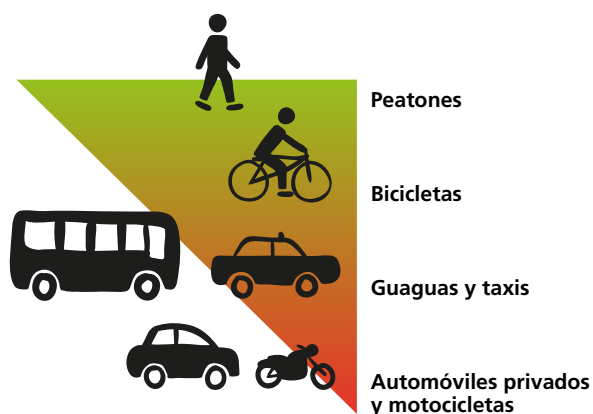 Peatones
Bicicletas
Guaguas y taxis
Automóviles privados
y motocicletas